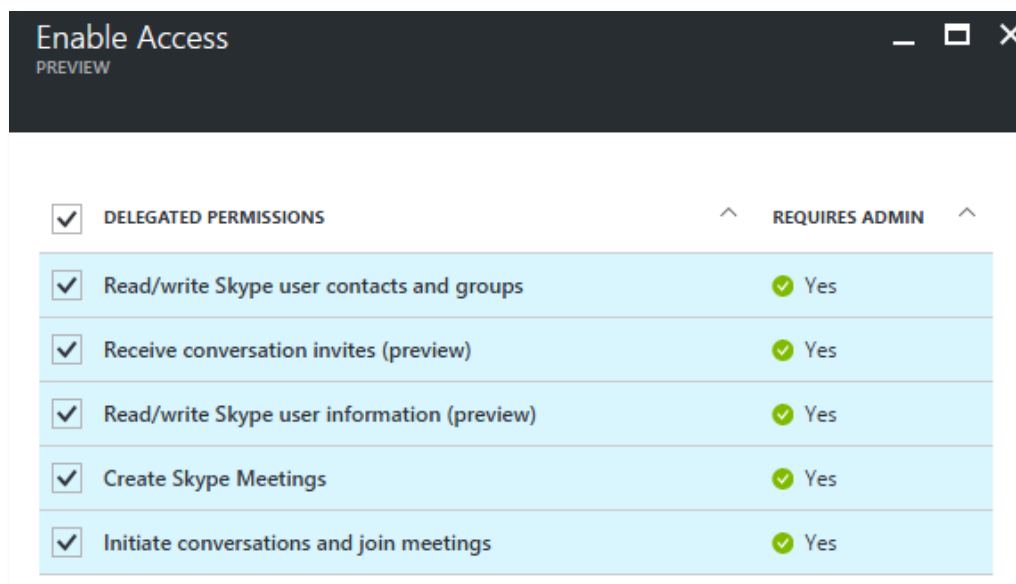 Enable Access
PREVIEW
DELEGATED PERMISSIONS REQUIRES ADMIN
Read/write Skype user contacts and groups Yes
Receive conversation invites (preview) Yes
Read/write Skype user information (preview) Yes
Create Skype Meetings Yes
Initiate conversations and join meetings Yes